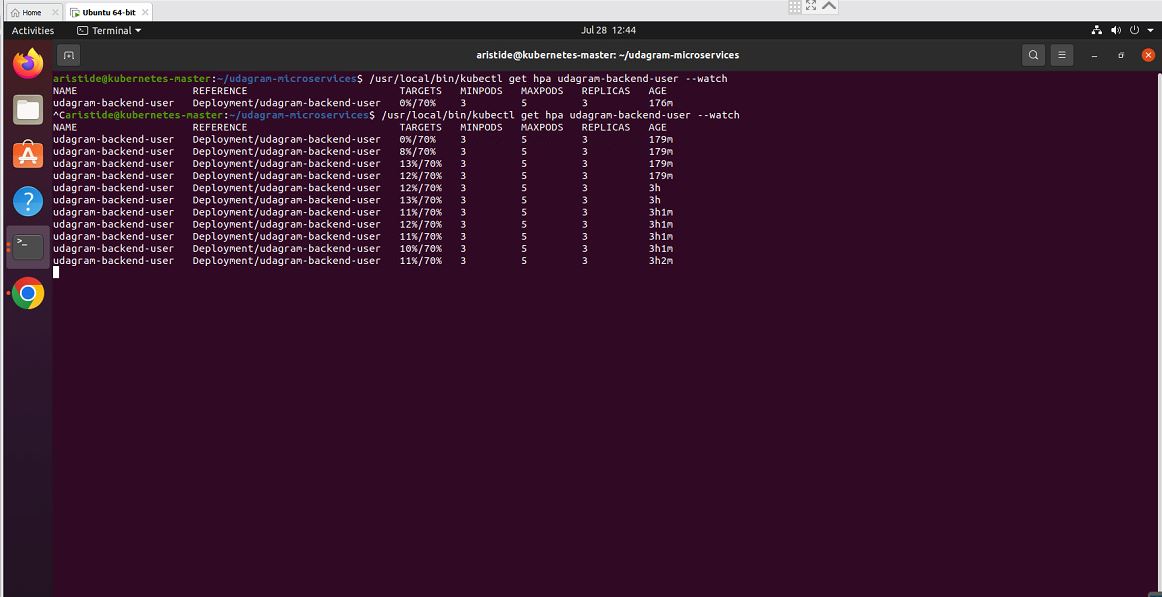 Home
Ubuntu 64-bit
Activities
Terminal
Jul 28 12:44
aristide@kubernetes-master: ~/udagram-microservices
aristide@kubernetes-master:~/udagram-microservices$ /usr/local/bin/kubectl get hpa udagram-backend-user --watch
NAME REFERENCE TARGETS MINPODS MAXPODS REPLICAS AGE
udagram-backend-user Deployment/udagram-backend-user 0%/70% 3 5 3 176m
^Caristide@kubernetes-master:~/udagram-microservices$ /usr/local/bin/kubectl get hpa udagram-backend-user --watch
NAME REFERENCE TARGETS MINPODS MAXPODS REPLICAS AGE
udagram-backend-user Deployment/udagram-backend-user 0%/70% 3 5 3 179m
udagram-backend-user Deployment/udagram-backend-user 8%/70% 3 5 3 179m
udagram-backend-user Deployment/udagram-backend-user 13%/70% 3 5 3 179m
udagram-backend-user Deployment/udagram-backend-user 12%/70% 3 5 3 179m
udagram-backend-user Deployment/udagram-backend-user 12%/70% 3 5 3 3h
udagram-backend-user Deployment/udagram-backend-user 13%/70% 3 5 3 3h
udagram-backend-user Deployment/udagram-backend-user 11%/70% 3 5 3 3h1m
udagram-backend-user Deployment/udagram-backend-user 12%/70% 3 5 3 3h1m
udagram-backend-user Deployment/udagram-backend-user 11%/70% 3 5 3 3h1m
udagram-backend-user Deployment/udagram-backend-user 10%/70% 3 5 3 3h1m
udagram-backend-user Deployment/udagram-backend-user 11%/70% 3 5 3 3h2m